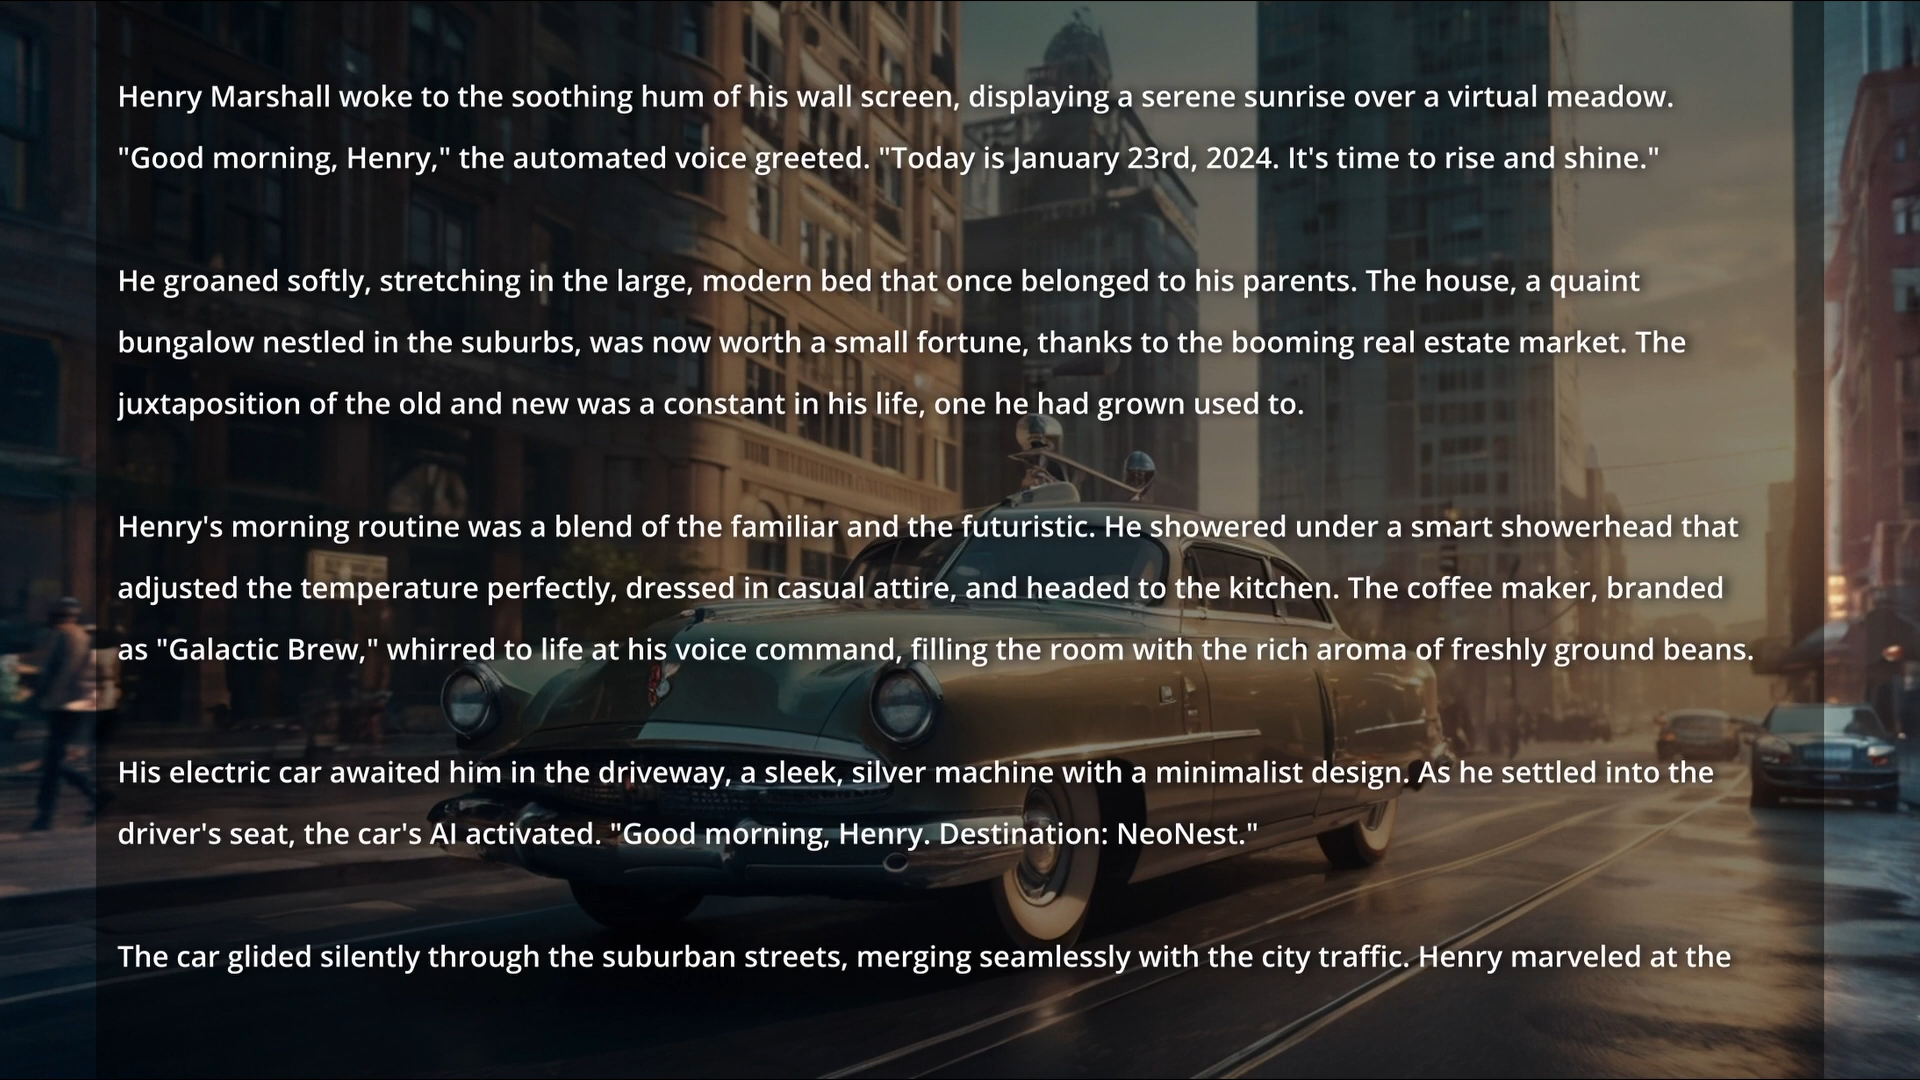 Henry Marshall woke to the soothing hum of his wall screen, displaying a serene sunrise over a virtual meadow.
"Good morning, Henry," the automated voice greeted. "Today is January 23rd, 2024. It's time to rise and shine."
He groaned softly, stretching in the large, modern bed that once belonged to his parents. The house, a quaint
bungalow nestled in the suburbs, was now worth a small fortune, thanks to the booming real estate market. The
juxtaposition of the old and new was a constant in his life, one he had grown used to.
Henry's morning routine was a blend of the familiar and the futuristic. He showered under a smart showerhead that
adjusted the temperature perfectly, dressed in casual attire, and headed to the kitchen. The coffee maker, branded
as "Galactic Brew," whirred to life at his voice command, filling the room with the rich aroma of freshly ground beans.
His electric car awaited him in the driveway, a sleek, silver machine with a minimalist design. As he settled into the
driver's seat, the car's AI activated. "Good morning, Henry. Destination: NeoNest."
The car glided silently through the suburban streets, merging seamlessly with the city traffic. Henry marveled at the